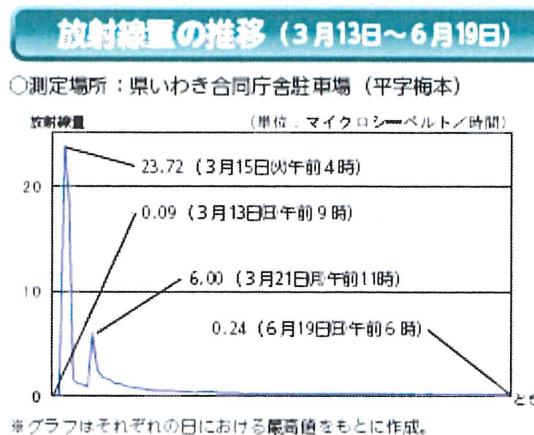 放射線量の推移(3月13日~6月19日)
○測定場所:県いわき合同庁舎駐車場(平字梅本)
放射線量 (単位:マイクロシーベルト/時間)
23.72(3月15日㈫午前4時)
20
0.09(3月13日㈰午前9時)
6.00(3月21日㈪午前11時)
10
0.24(6月19日㈰午前6時)
0
とき
※グラフはそれぞれの日における最高値をもとに作成。